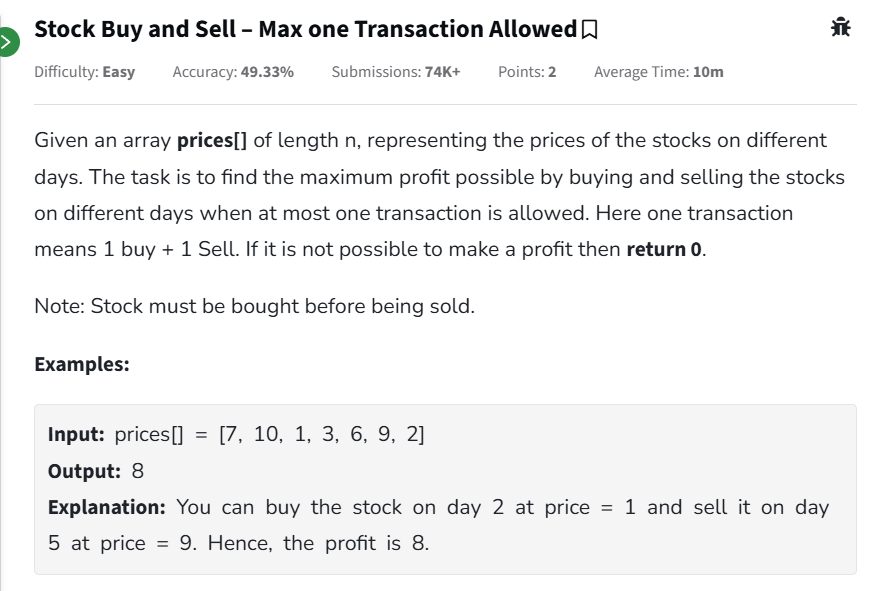 Stock Buy and Sell – Max one Transaction Allowed
Difficulty: Easy Accuracy: 49.33% Submissions: 74K+ Points: 2 Average Time: 10m
Given an array prices[] of length n, representing the prices of the stocks on different
days. The task is to find the maximum profit possible by buying and selling the stocks
on different days when at most one transaction is allowed. Here one transaction
means 1 buy + 1 Sell. If it is not possible to make a profit then return 0.
Note: Stock must be bought before being sold.
Examples:
Input: prices[] = [7, 10, 1, 3, 6, 9, 2]
Output: 8
Explanation: You can buy the stock on day 2 at price = 1 and sell it on day
5 at price = 9. Hence, the profit is 8.